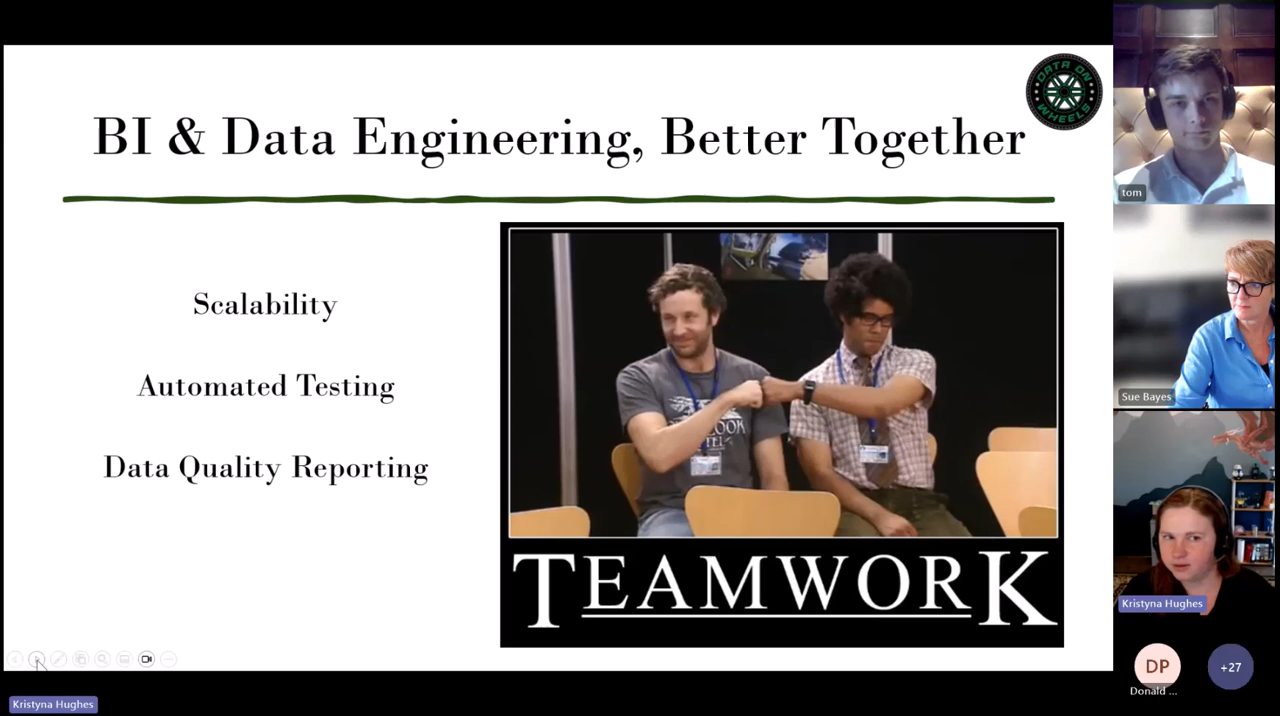 BI & Data Engineering, Better Together
DATA ON
WHEELS
Scalability
Automated Testing
Data Quality Reporting
TEAMWORK
tom
Sue Bayes
Kristyna Hughes
DP
Donald ...
+27
Kristyna Hughes